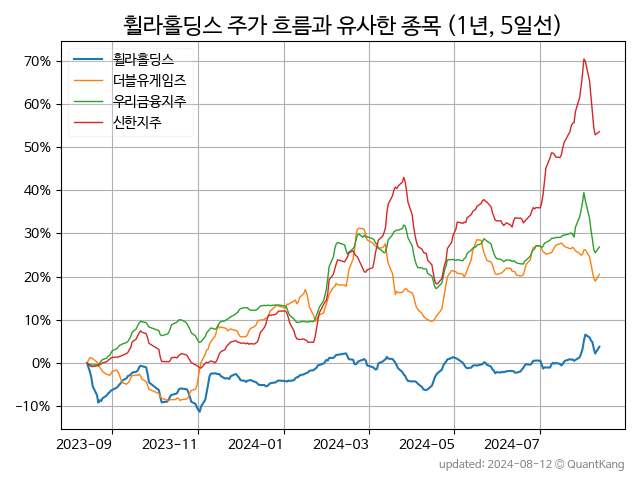 휠라홀딩스 주가 흐름과 유사한 종목 (1년, 5일선)
휠라홀딩스
더블유게임즈
우리금융지주
신한지주
70%
60%
50%
40%
30%
20%
10%
0%
−10%
2023-09 2023-11 2024-01 2024-03 2024-05 2024-07
updated: 2024-08-12 © QuantKang